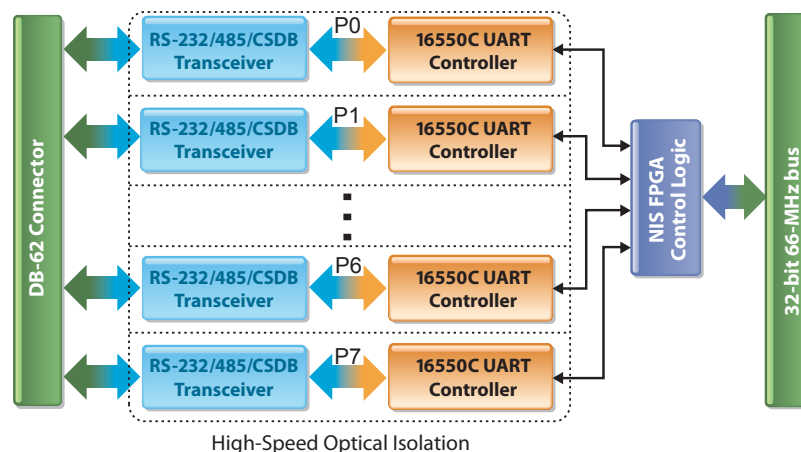 DB-62 Connector
RS-232/485/CSDB
Transceiver
P0
16550C UART
Controller
RS-232/485/CSDB
Transceiver
P1
16550C UART
Controller
RS-232/485/CSDB
Transceiver
P6
16550C UART
Controller
RS-232/485/CSDB
Transceiver
P7
16550C UART
Controller
NIS FPGA
Control Logic
32-bit 66-MHz bus
High-Speed Optical Isolation